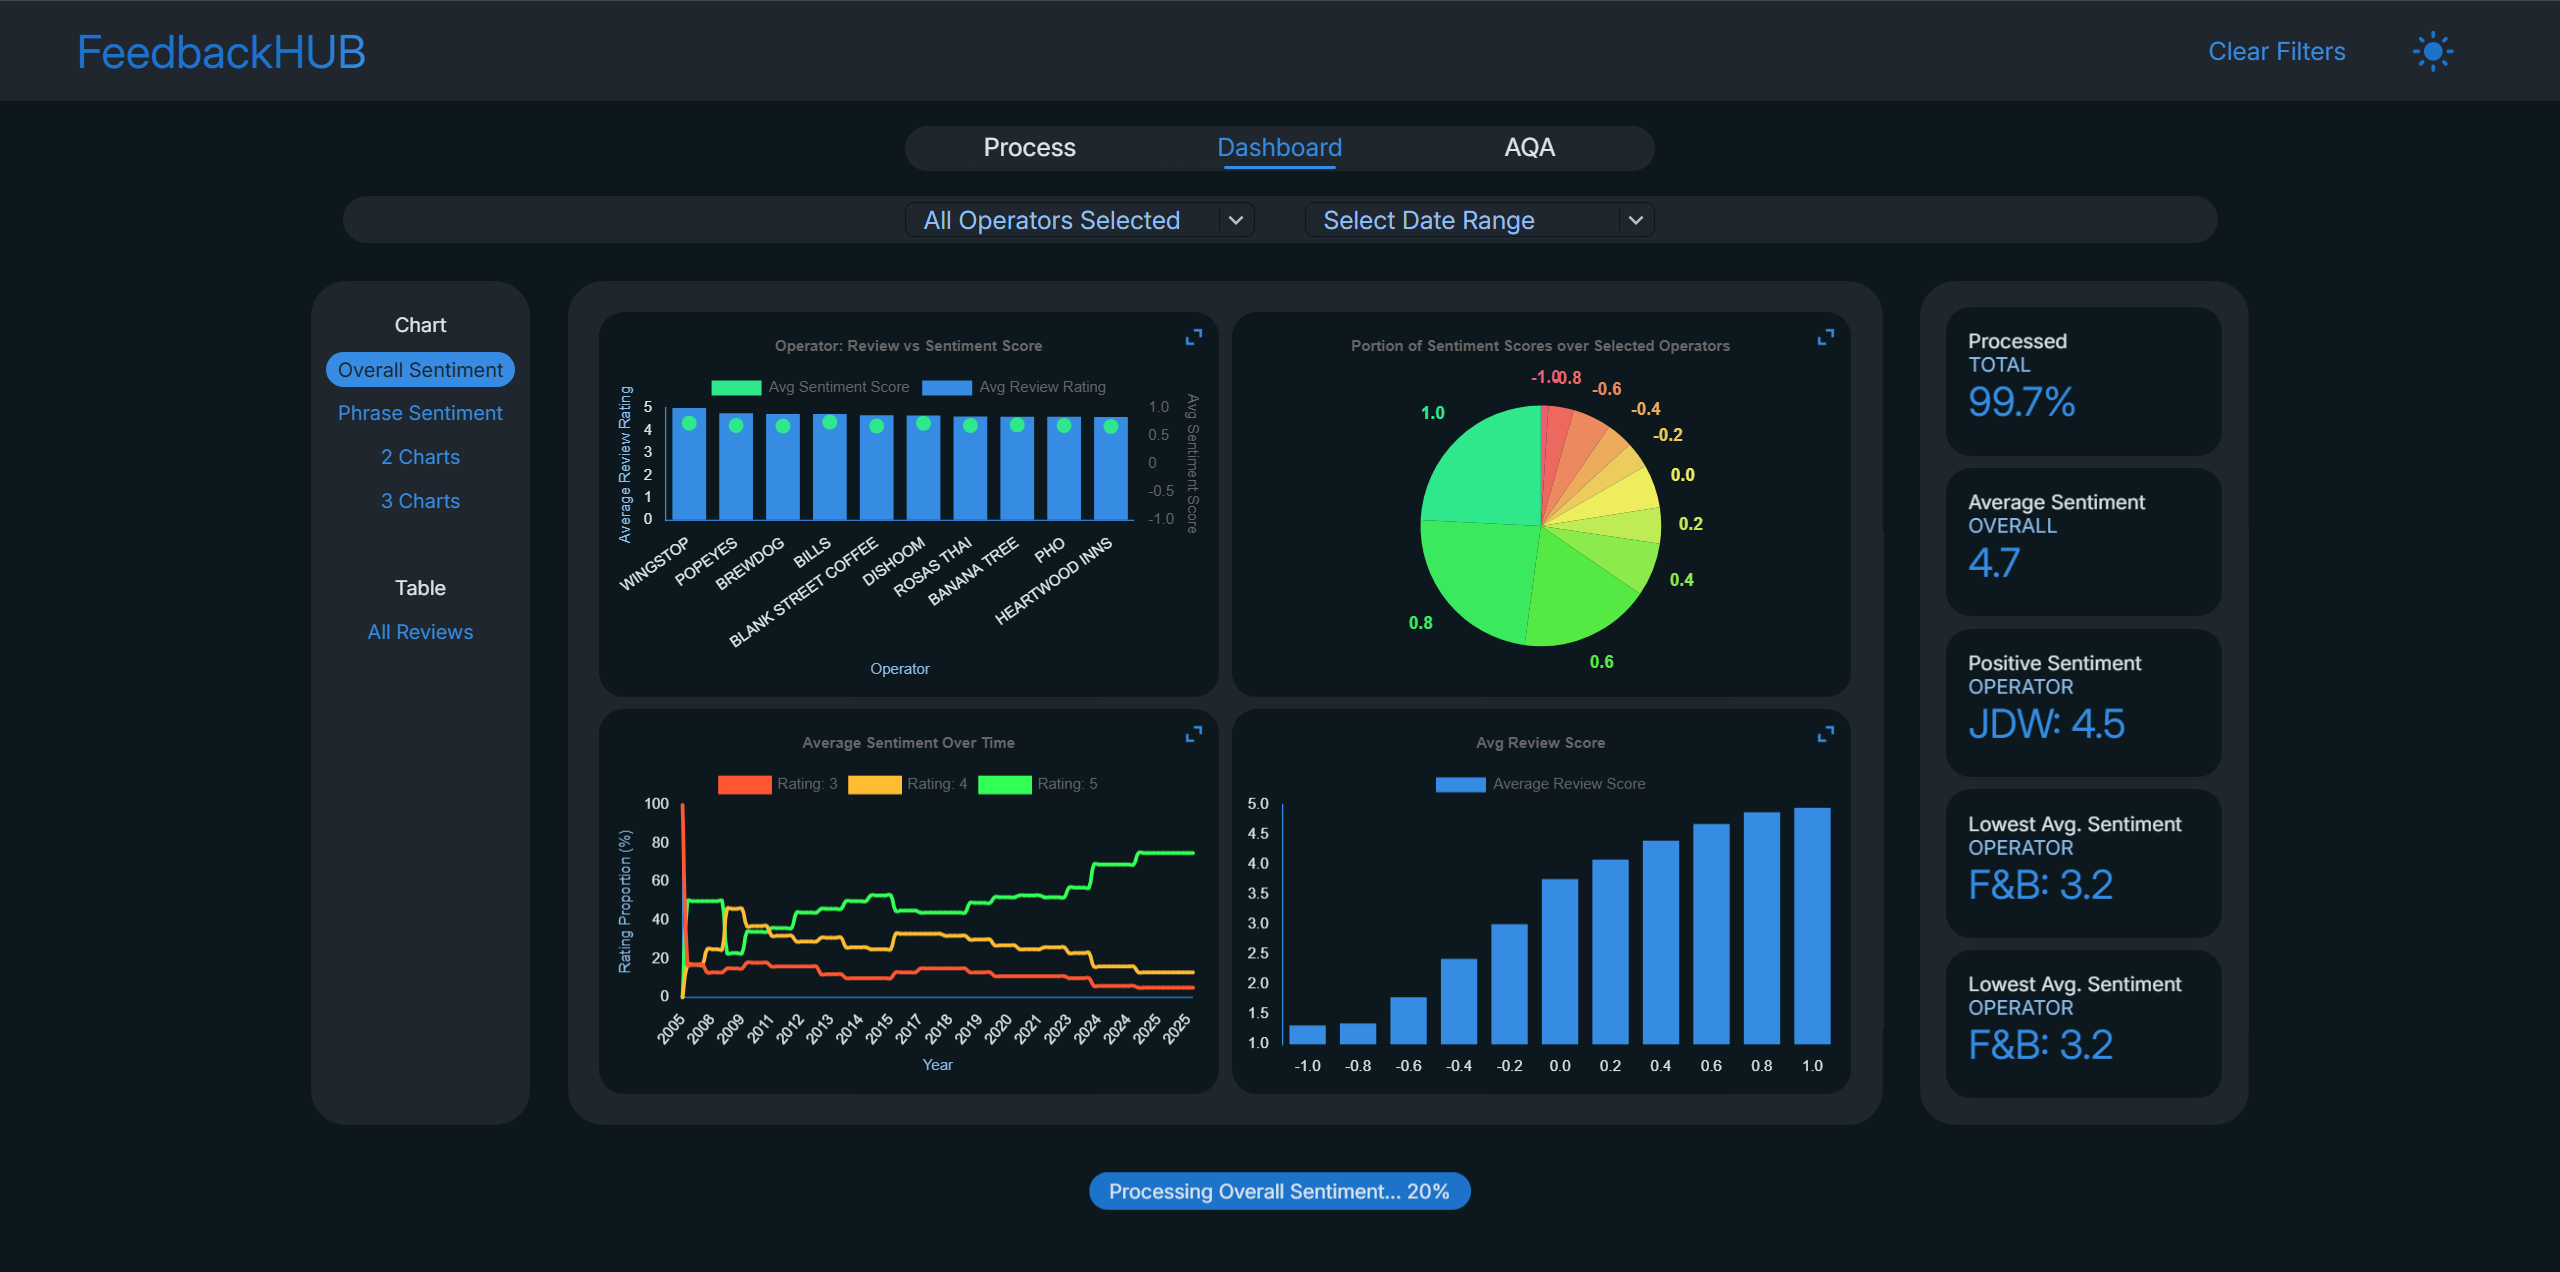 FeedbackHUB
Clear Filters
Process Dashboard AQA
All Operators Selected Select Date Range
Chart
Overall Sentiment
Phrase Sentiment
2 Charts
3 Charts
Table
All Reviews
Operator: Review vs Sentiment Score
Avg Sentiment Score Avg Review Rating
Average Review Rating
5
4
3
2
1
0
1.0
0.5
0
-0.5
-1.0
Avg Sentiment Score
WINGSTOP
POPEYES
BREWDOG
BILLS
BLANK STREET COFFEE
DISHOOM
ROSAS THAI
BANANA TREE
PHO
HEARTWOOD INNS
Operator
Portion of Sentiment Scores over Selected Operators
-1.0
-0.8
-0.6
-0.4
-0.2
0.0
0.2
0.4
0.6
0.8
1.0
Average Sentiment Over Time
Rating: 3 Rating: 4 Rating: 5
Rating Proportion (%)
100
80
60
40
20
0
2005 2008 2009 2011 2012 2013 2014 2015 2017 2018 2019 2020 2021 2023 2024 2024 2025 2025
Year
Avg Review Score
Average Review Score
5.0
4.5
4.0
3.5
3.0
2.5
2.0
1.5
1.0
-1.0 -0.8 -0.6 -0.4 -0.2 0.0 0.2 0.4 0.6 0.8 1.0
Processed
TOTAL
99.7%
Average Sentiment
OVERALL
4.7
Positive Sentiment
OPERATOR
JDW: 4.5
Lowest Avg. Sentiment
OPERATOR
F&B: 3.2
Lowest Avg. Sentiment
OPERATOR
F&B: 3.2
Processing Overall Sentiment... 20%